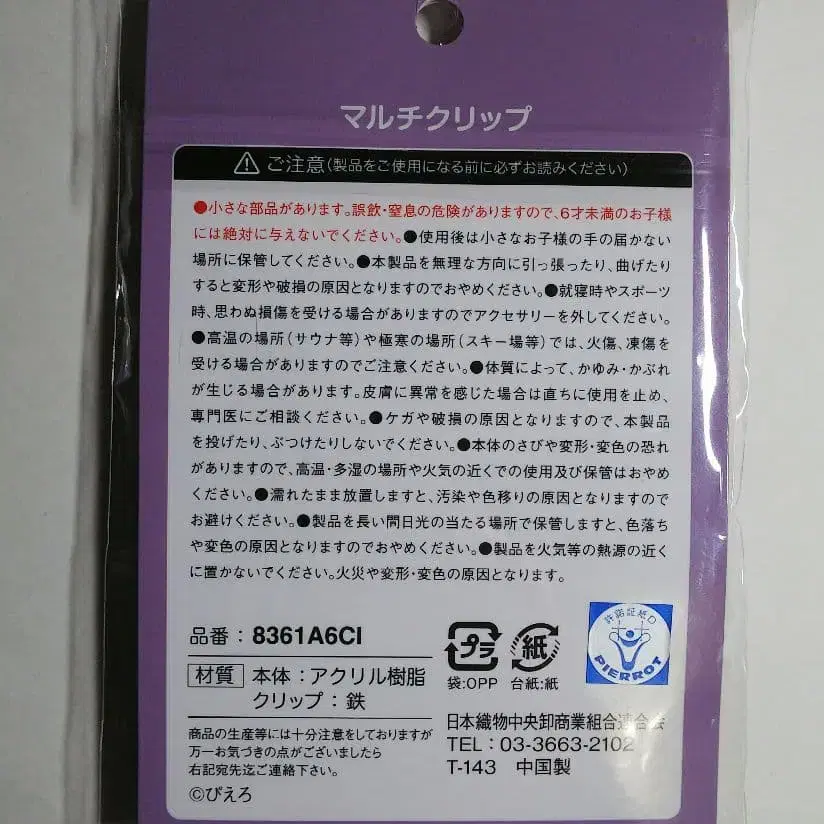 マルチクリップ
ご注意(製品をご使用になる前に必ずお読みください)
●小さな部品があります。誤飲・窒息の危険がありますので、6才未満のお子様
には絶対に与えないでください。●使用後は小さなお子様の手の届かない
場所に保管してください。●本製品を無理な方向に引っ張ったり、曲げたり
すると変形や破損の原因となりますのでおやめください。●就寝時やスポーツ
時、思わぬ損傷を受ける場合がありますのでアクセサリーを外してください。
●高温の場所(サウナ等)や極寒の場所(スキー場等)では、火傷、凍傷を
受ける場合がありますのでご注意ください。●体質によって、かゆみ・かぶれ
が生じる場合があります。皮膚に異常を感じた場合は直ちに使用を止め、
専門医にご相談ください。●ケガや破損の原因となりますので、本製品
を投げたり、ぶつけたりしないでください。●本体のさびや変形・変色の恐れ
がありますので、高温・多湿の場所や火気の近くでの使用及び保管はおやめ
ください。●濡れたまま放置しますと、汚染や色移りの原因となりますので
お避けください。●製品を長い間日光の当たる場所で保管しますと、色落ち
や変色の原因となりますのでおやめください。●製品を火気等の熱源の近く
に置かないでください。火災や変形・変色の原因となります。
品番：8361A6CI
材質 本体：アクリル樹脂
クリップ：鉄
商品の生産等には十分注意をしておりますが
万一お気づきの点がございましたら
右記宛先迄ご連絡下さい。
©ぴえろ
プラ 紙
袋:OPP 台紙:紙
許諾証紙D
PIERROT
日本織物中央卸商業組合連合会
TEL：03-3663-2102
T-143 中国製